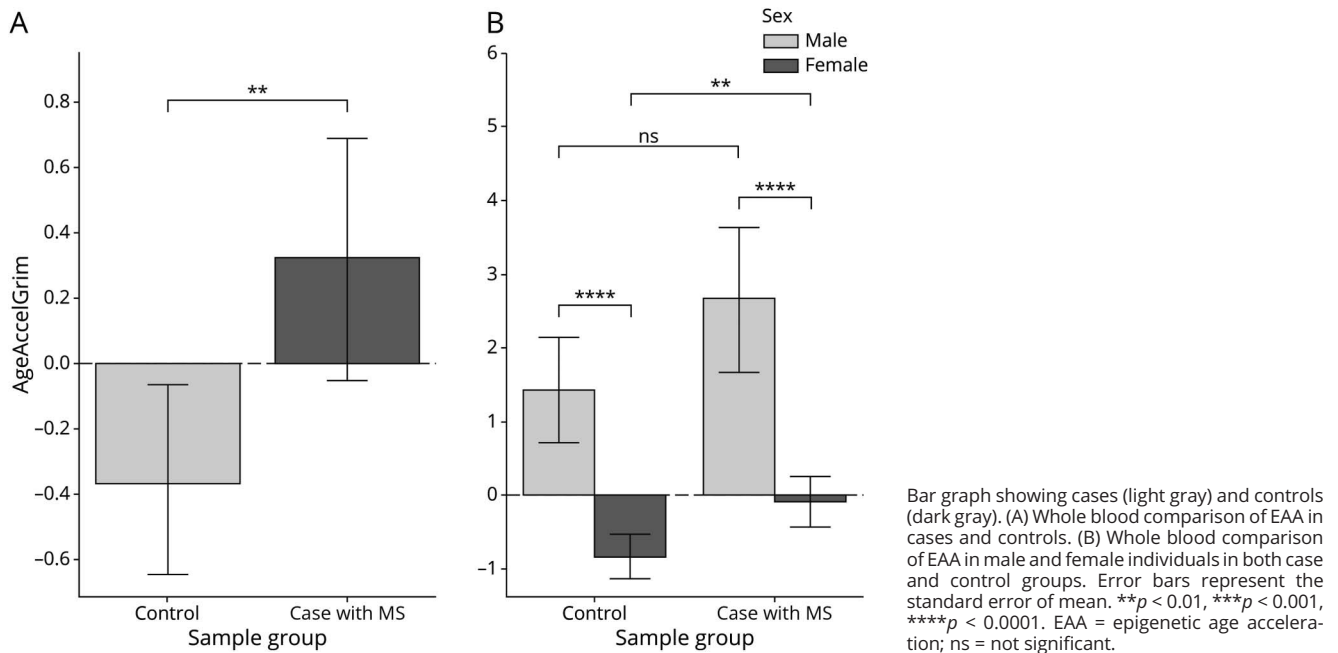 A
AgeAccelGrim
0.8
0.6
0.4
0.2
0.0
−0.2
−0.4
−0.6
**
Control
Case with MS
Sample group
B
Sex
Male
Female
6
5
4
3
2
1
0
−1
**
ns
****
****
Control
Case with MS
Sample group
Bar graph showing cases (light gray) and controls
(dark gray). (A) Whole blood comparison of EAA in
cases and controls. (B) Whole blood comparison
of EAA in male and female individuals in both case
and control groups. Error bars represent the
standard error of mean. **p < 0.01, ***p < 0.001,
****p < 0.0001. EAA = epigenetic age accelera-
tion; ns = not significant.